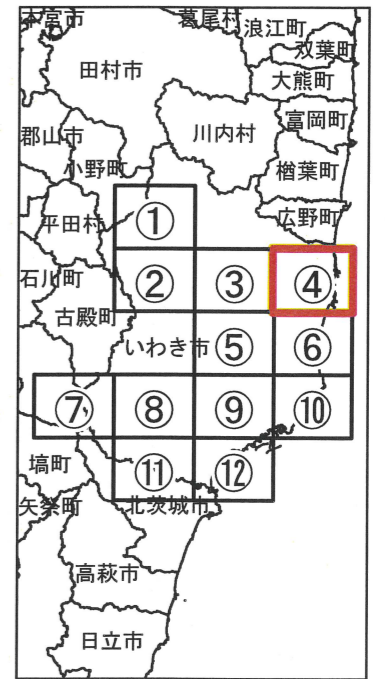 本宮市
葛尾村
浪江町
双葉町
田村市
大熊町
富岡町
川内村
郡山市
小野町
楢葉町
①
平田村
広野町
石川町
②
③
④
古殿町
いわき市
⑤
⑥
⑦
⑧
⑨
⑩
塙町
⑪
⑫
矢祭町
北茨城市
高萩市
日立市